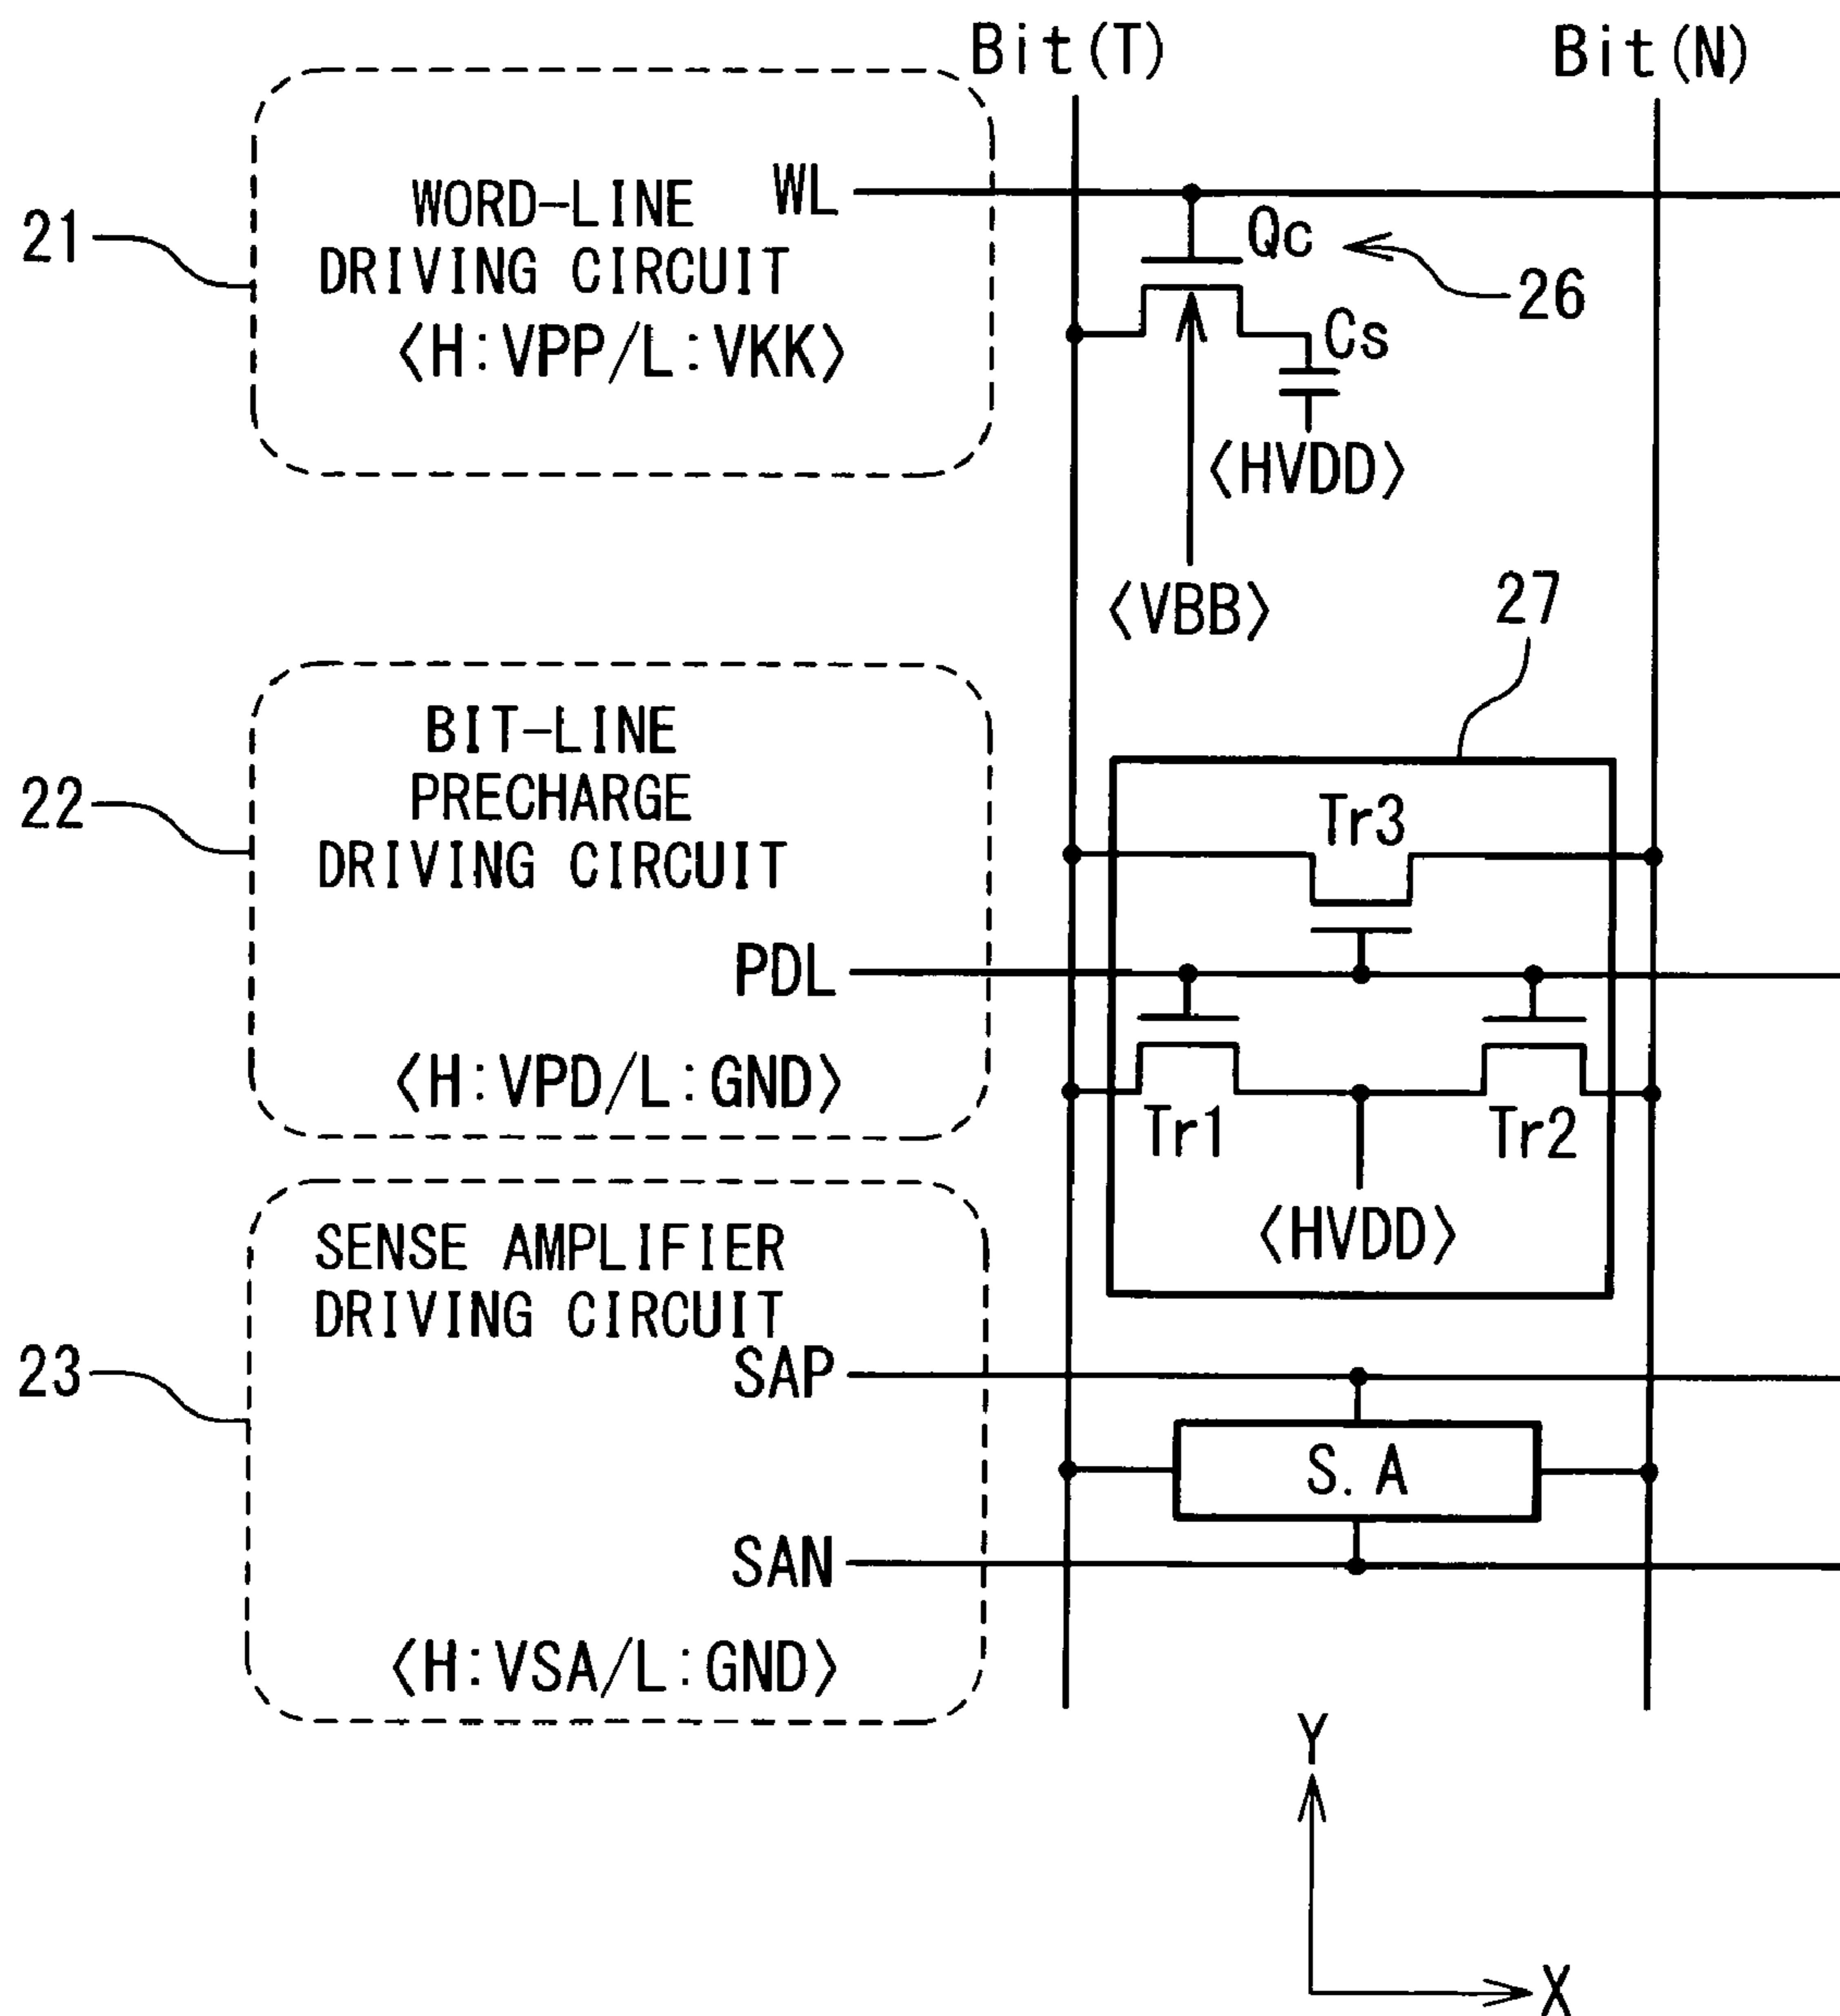 Bit(T)
Bit(N)
WORD-LINE
DRIVING CIRCUIT
<H:VPP/L:VKK>
WL
21
Qc
26
Cs
<HVDD>
<VBB>
27
BIT-LINE
PRECHARGE
DRIVING CIRCUIT
22
Tr3
PDL
<H:VPD/L:GND>
Tr1
Tr2
<HVDD>
SENSE AMPLIFIER
DRIVING CIRCUIT
23
SAP
S.A
SAN
<H:VSA/L:GND>
Y
X